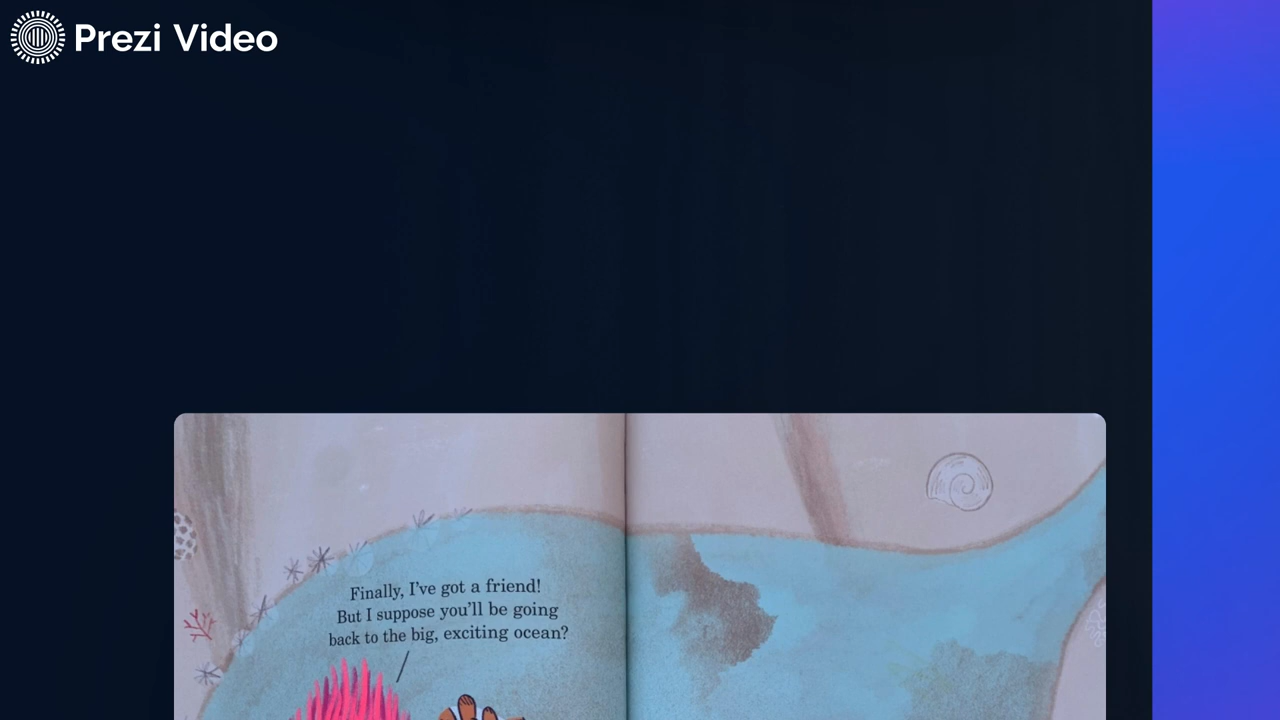 Prezi Video
Finally, I've got a friend!
But I suppose you'll be going
back to the big, exciting ocean?